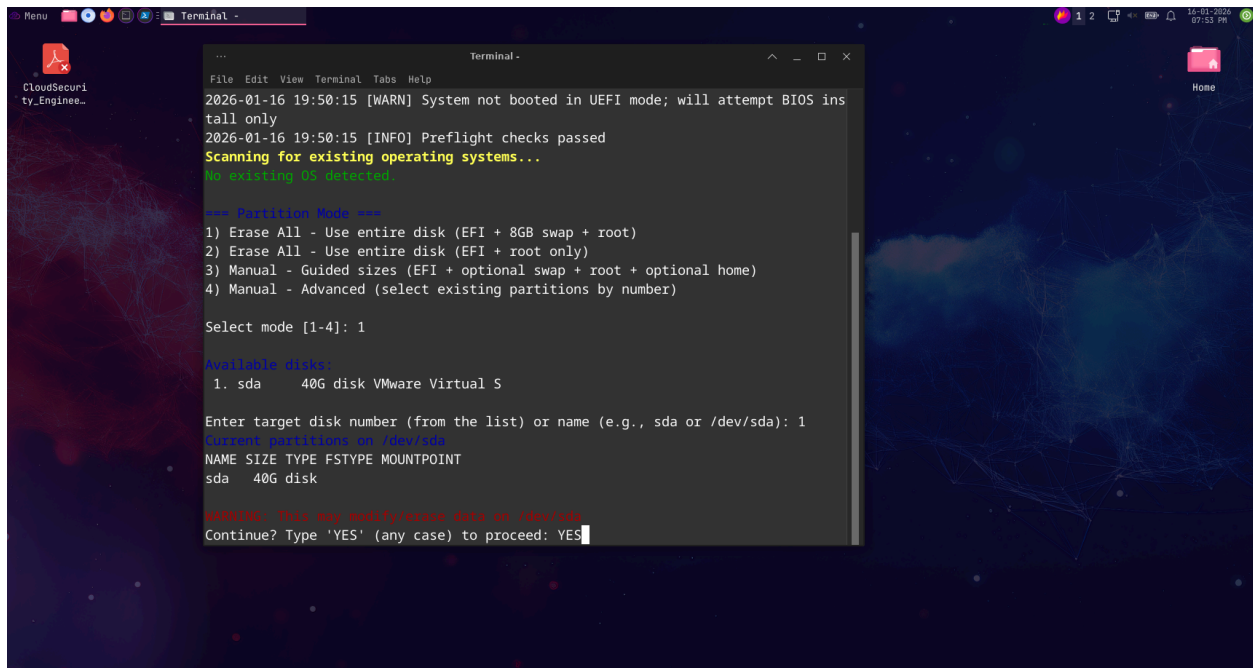 Menu
Terminal -
1 2
16-01-2026
07:53 PM
CloudSecuri
ty_Enginee…
Home
Terminal -
File Edit View Terminal Tabs Help
2026-01-16 19:50:15 [WARN] System not booted in UEFI mode; will attempt BIOS ins
tall only
2026-01-16 19:50:15 [INFO] Preflight checks passed
Scanning for existing operating systems...
No existing OS detected.
=== Partition Mode ===
1) Erase All - Use entire disk (EFI + 8GB swap + root)
2) Erase All - Use entire disk (EFI + root only)
3) Manual - Guided sizes (EFI + optional swap + root + optional home)
4) Manual - Advanced (select existing partitions by number)
Select mode [1-4]: 1
Available disks:
1. sda 40G disk VMware Virtual S
Enter target disk number (from the list) or name (e.g., sda or /dev/sda): 1
Current partitions on /dev/sda
NAME SIZE TYPE FSTYPE MOUNTPOINT
sda 40G disk
WARNING: This may modify/erase data on /dev/sda
Continue? Type 'YES' (any case) to proceed: YES